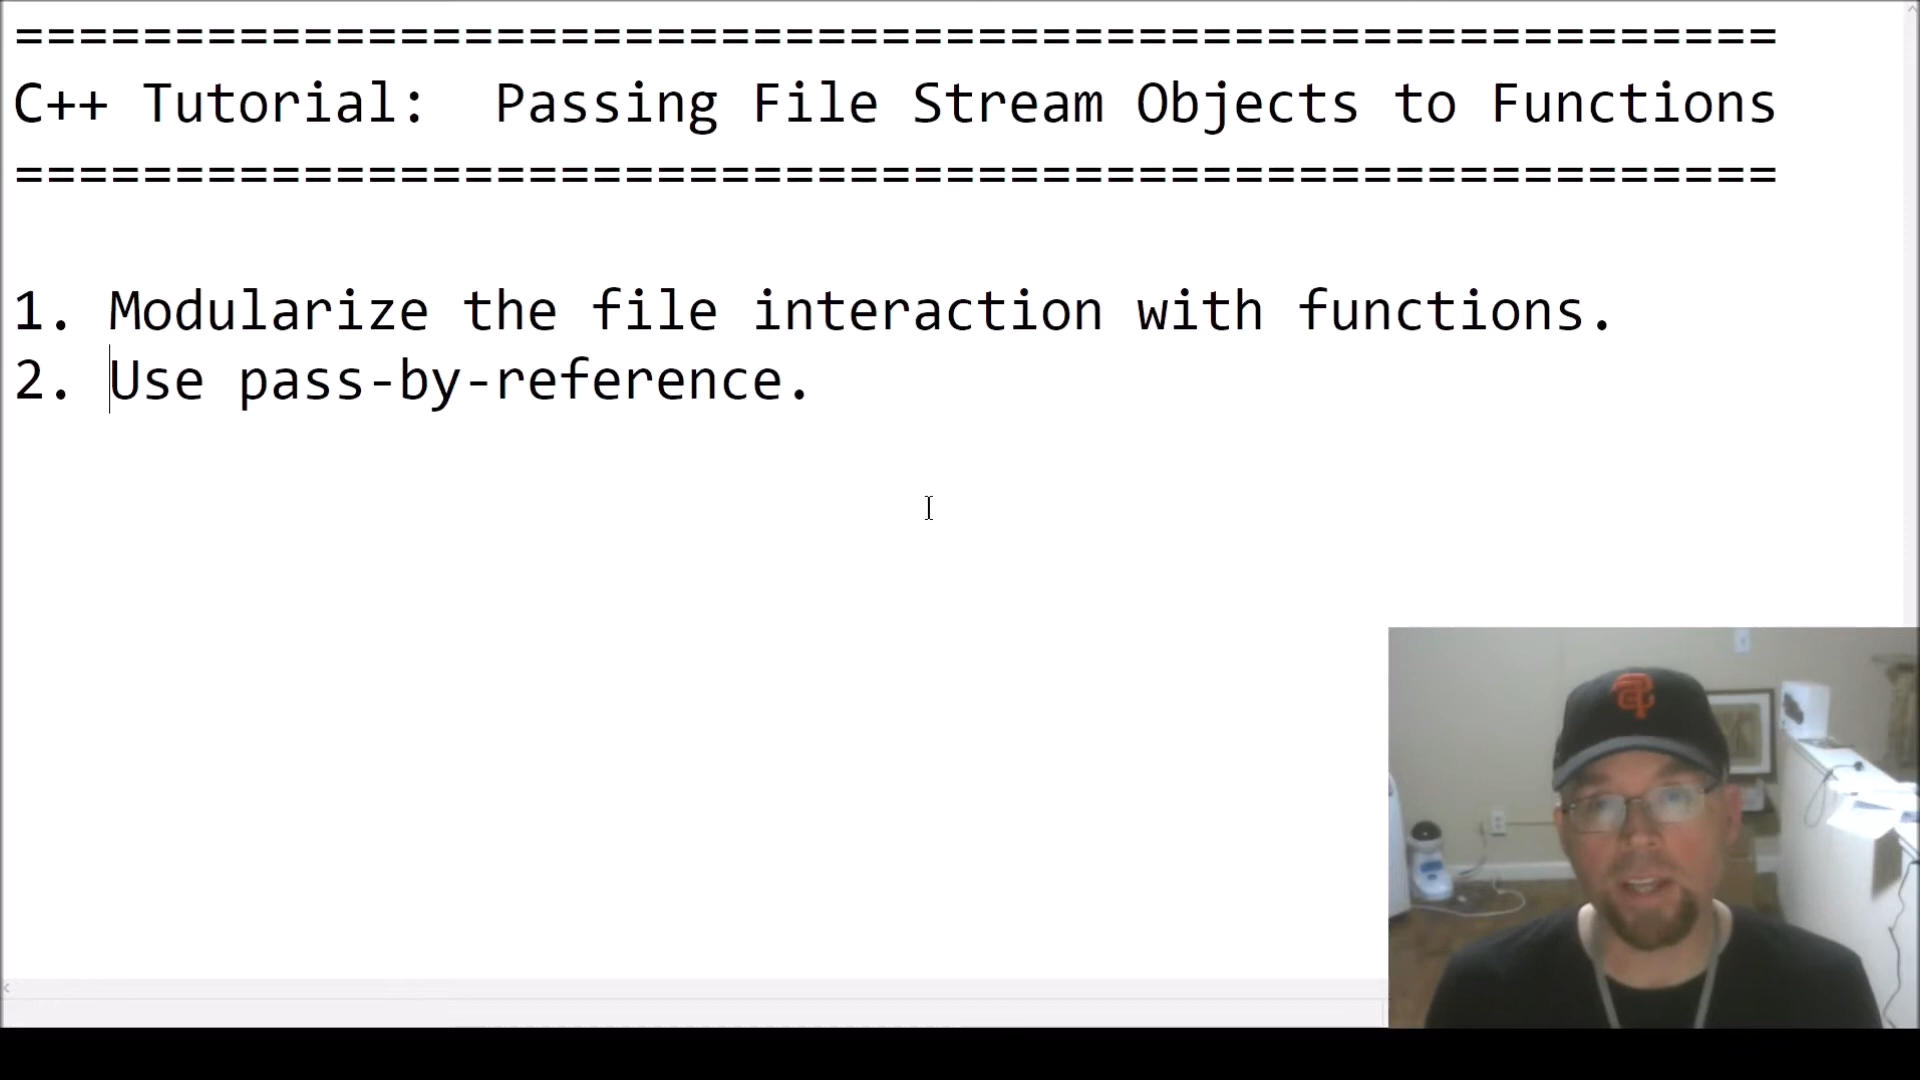 =======================================================
C++ Tutorial:  Passing File Stream Objects to Functions
=======================================================
1. Modularize the file interaction with functions.
2. Use pass-by-reference.
SF